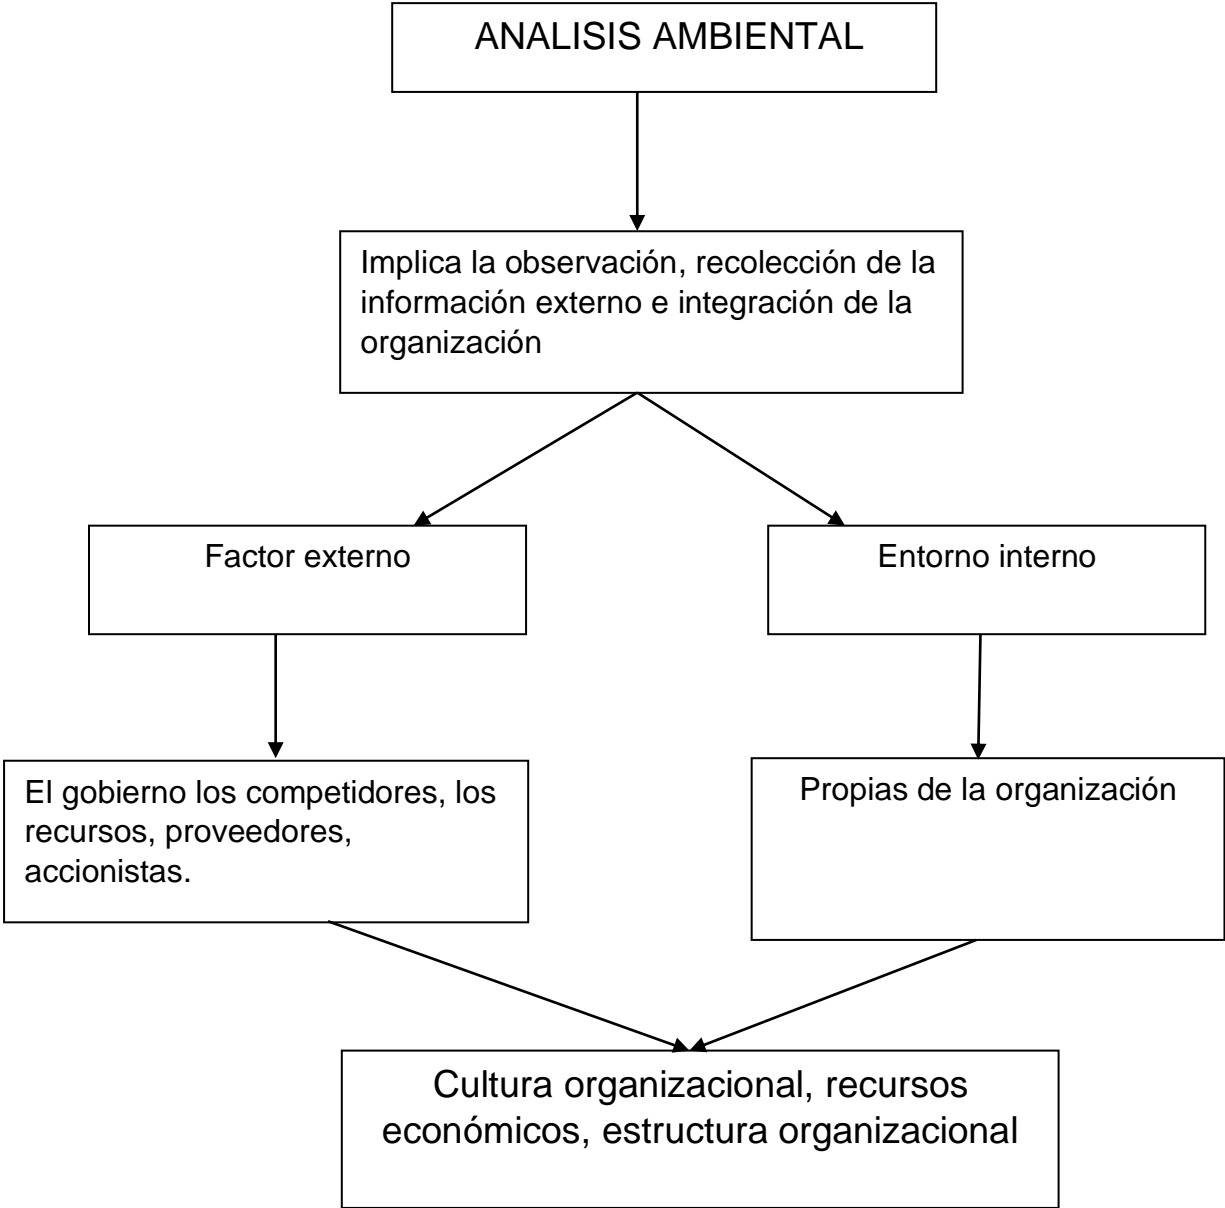 ANALISIS AMBIENTAL
Implica la observación, recolección de la
información externo e integración de la
organización
Factor externo
Entorno interno
El gobierno los competidores, los
recursos, proveedores,
accionistas.
Propias de la organización
Cultura organizacional, recursos
económicos, estructura organizacional